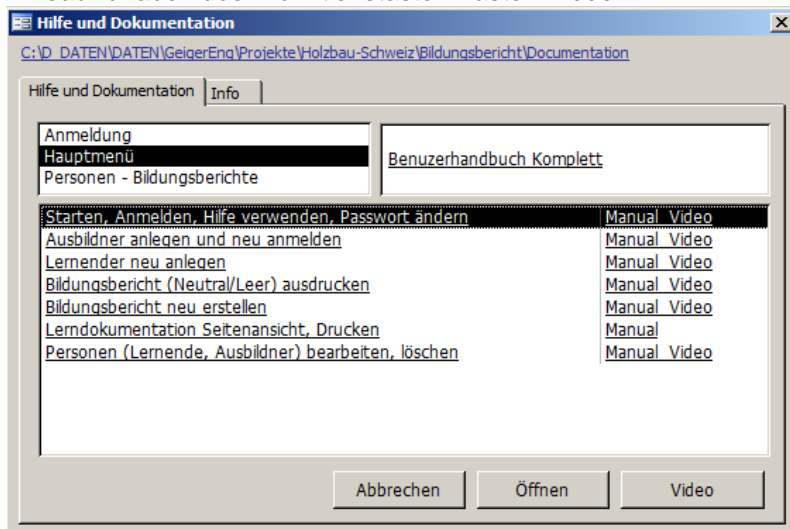 Hilfe und Dokumentation
C:\D_DATEN\DATEN\GeigerEng\Projekte\Holzbau-Schweiz\Bildungsbericht\Documentation
Hilfe und Dokumentation Info
Anmeldung
Hauptmenü
Personen - Bildungsberichte
Benuzerhandbuch Komplett
Starten, Anmelden, Hilfe verwenden, Passwort ändern Manual Video
Ausbildner anlegen und neu anmelden Manual Video
Lernender neu anlegen Manual Video
Bildungsbericht (Neutral/Leer) ausdrucken Manual Video
Bildungsbericht neu erstellen Manual Video
Lerndokumentation Seitenansicht, Drucken Manual
Personen (Lernende, Ausbildner) bearbeiten, löschen Manual Video
Abbrechen Öffnen Video